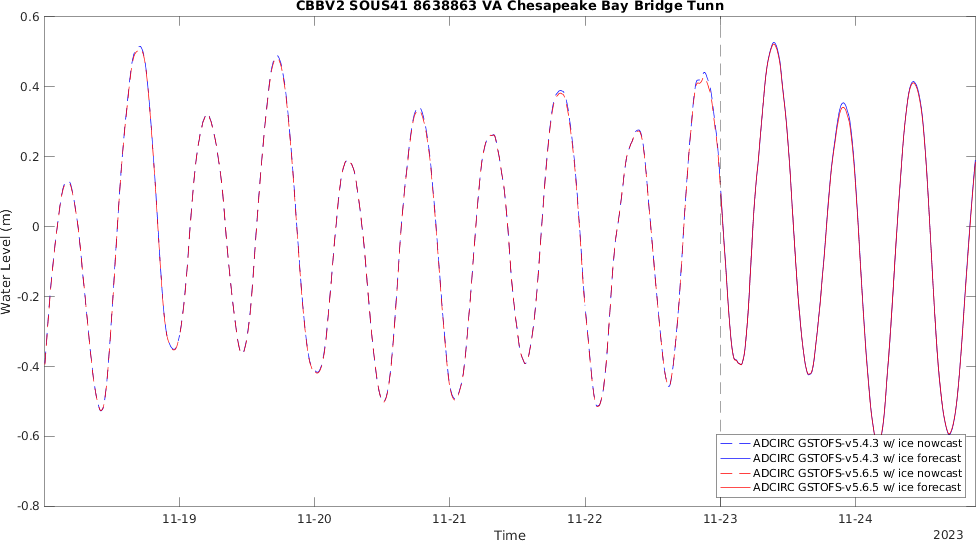 CBBV2 SOUS41 8638863 VA Chesapeake Bay Bridge Tunn
0.6
0.4
0.2
0
-0.2
-0.4
-0.6
-0.8
Water Level (m)
11-19
11-20
11-21
11-22
11-23
11-24
Time
2023
ADCIRC GSTOFS-v5.4.3 w/ ice nowcast
ADCIRC GSTOFS-v5.4.3 w/ ice forecast
ADCIRC GSTOFS-v5.6.5 w/ ice nowcast
ADCIRC GSTOFS-v5.6.5 w/ ice forecast